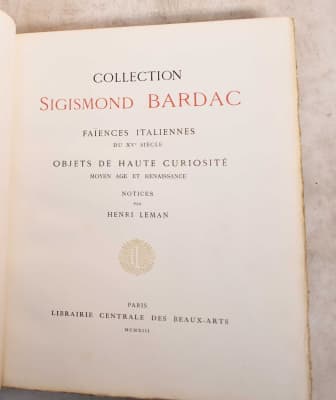 COLLECTION
SIGISMOND BARDAC
FAÏENCES ITALIENNES
DU XVe SIÈCLE
OBJETS DE HAUTE CURIOSITÉ
MOYEN AGE ET RENAISSANCE
NOTICES
PAR
HENRI LEMAN
PARIS
LIBRAIRIE CENTRALE DES BEAUX-ARTS
MCMXIII